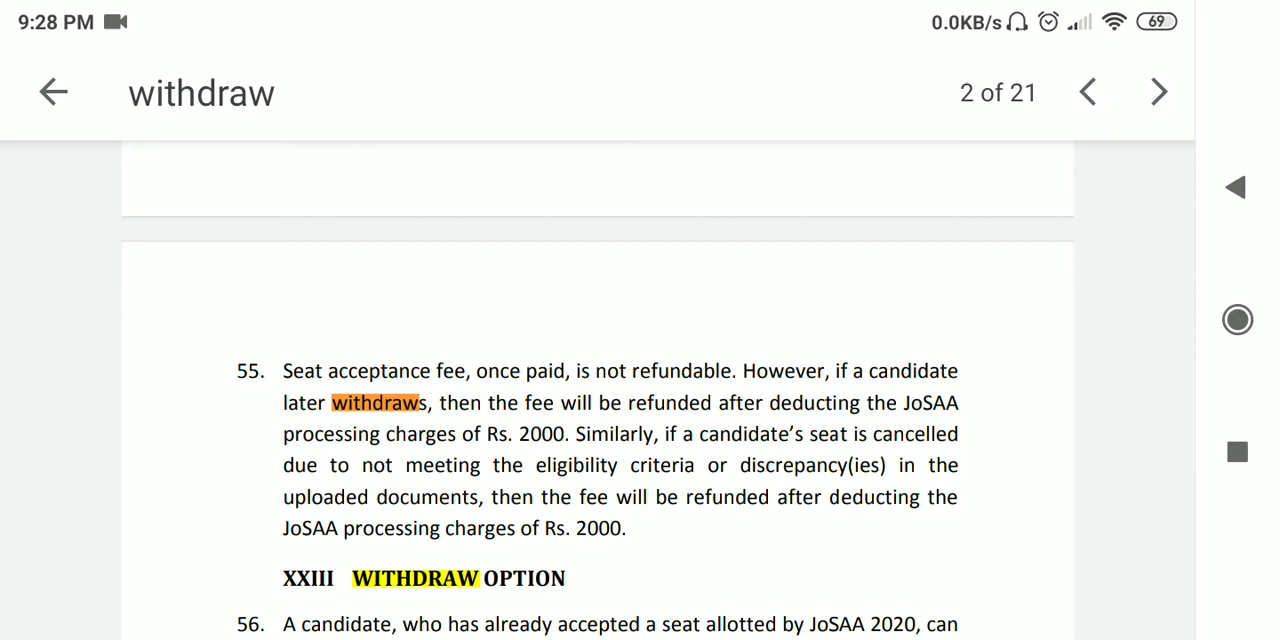 9:28 PM
0.0KB/s 69
withdraw 2 of 21
55. Seat acceptance fee, once paid, is not refundable. However, if a candidate
later withdraws, then the fee will be refunded after deducting the JoSAA
processing charges of Rs. 2000. Similarly, if a candidate’s seat is cancelled
due to not meeting the eligibility criteria or discrepancy(ies) in the
uploaded documents, then the fee will be refunded after deducting the
JoSAA processing charges of Rs. 2000.
XXIII WITHDRAW OPTION
56. A candidate, who has already accepted a seat allotted by JoSAA 2020, can